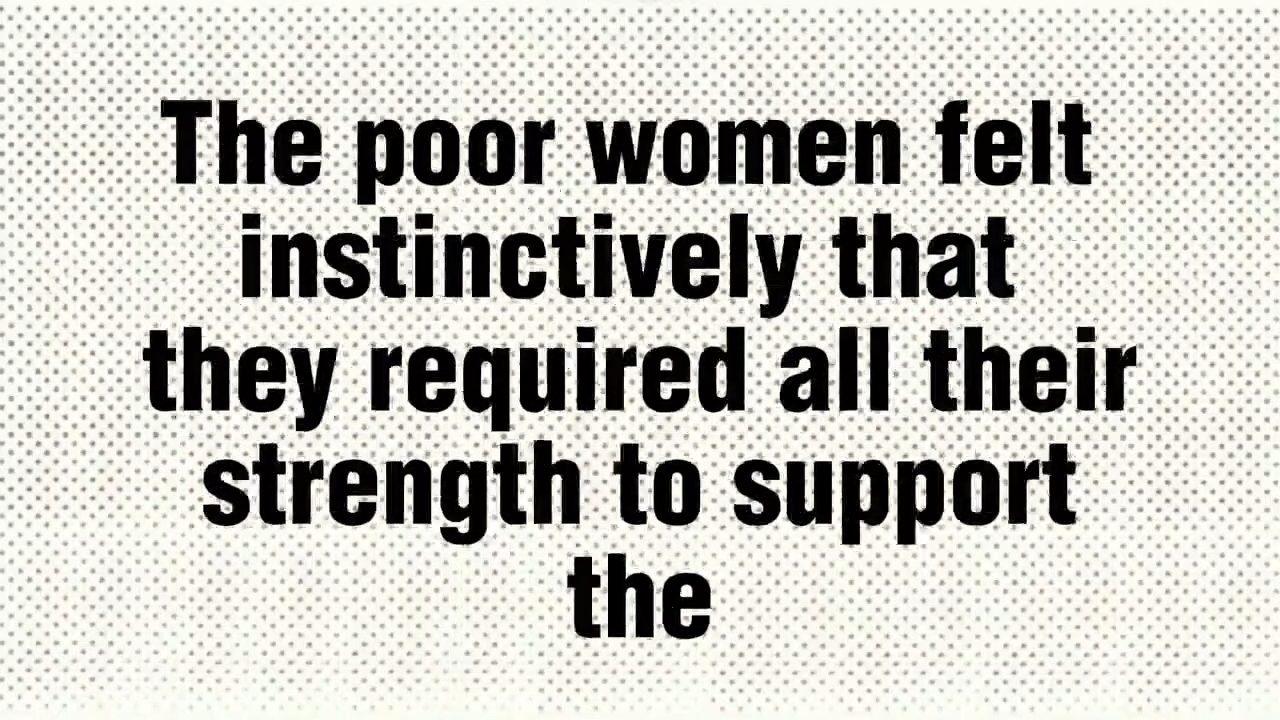 The poor women felt
instinctively that
they required all their
strength to support
the